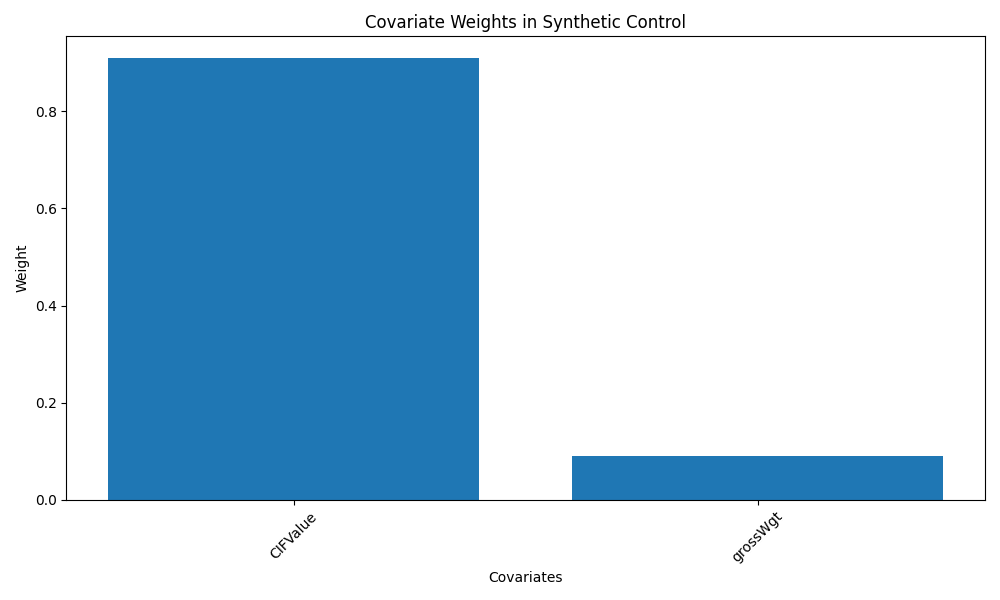 Covariate Weights in Synthetic Control
Weight
0.8
0.6
0.4
0.2
0.0
CIFValue
grossWgt
Covariates